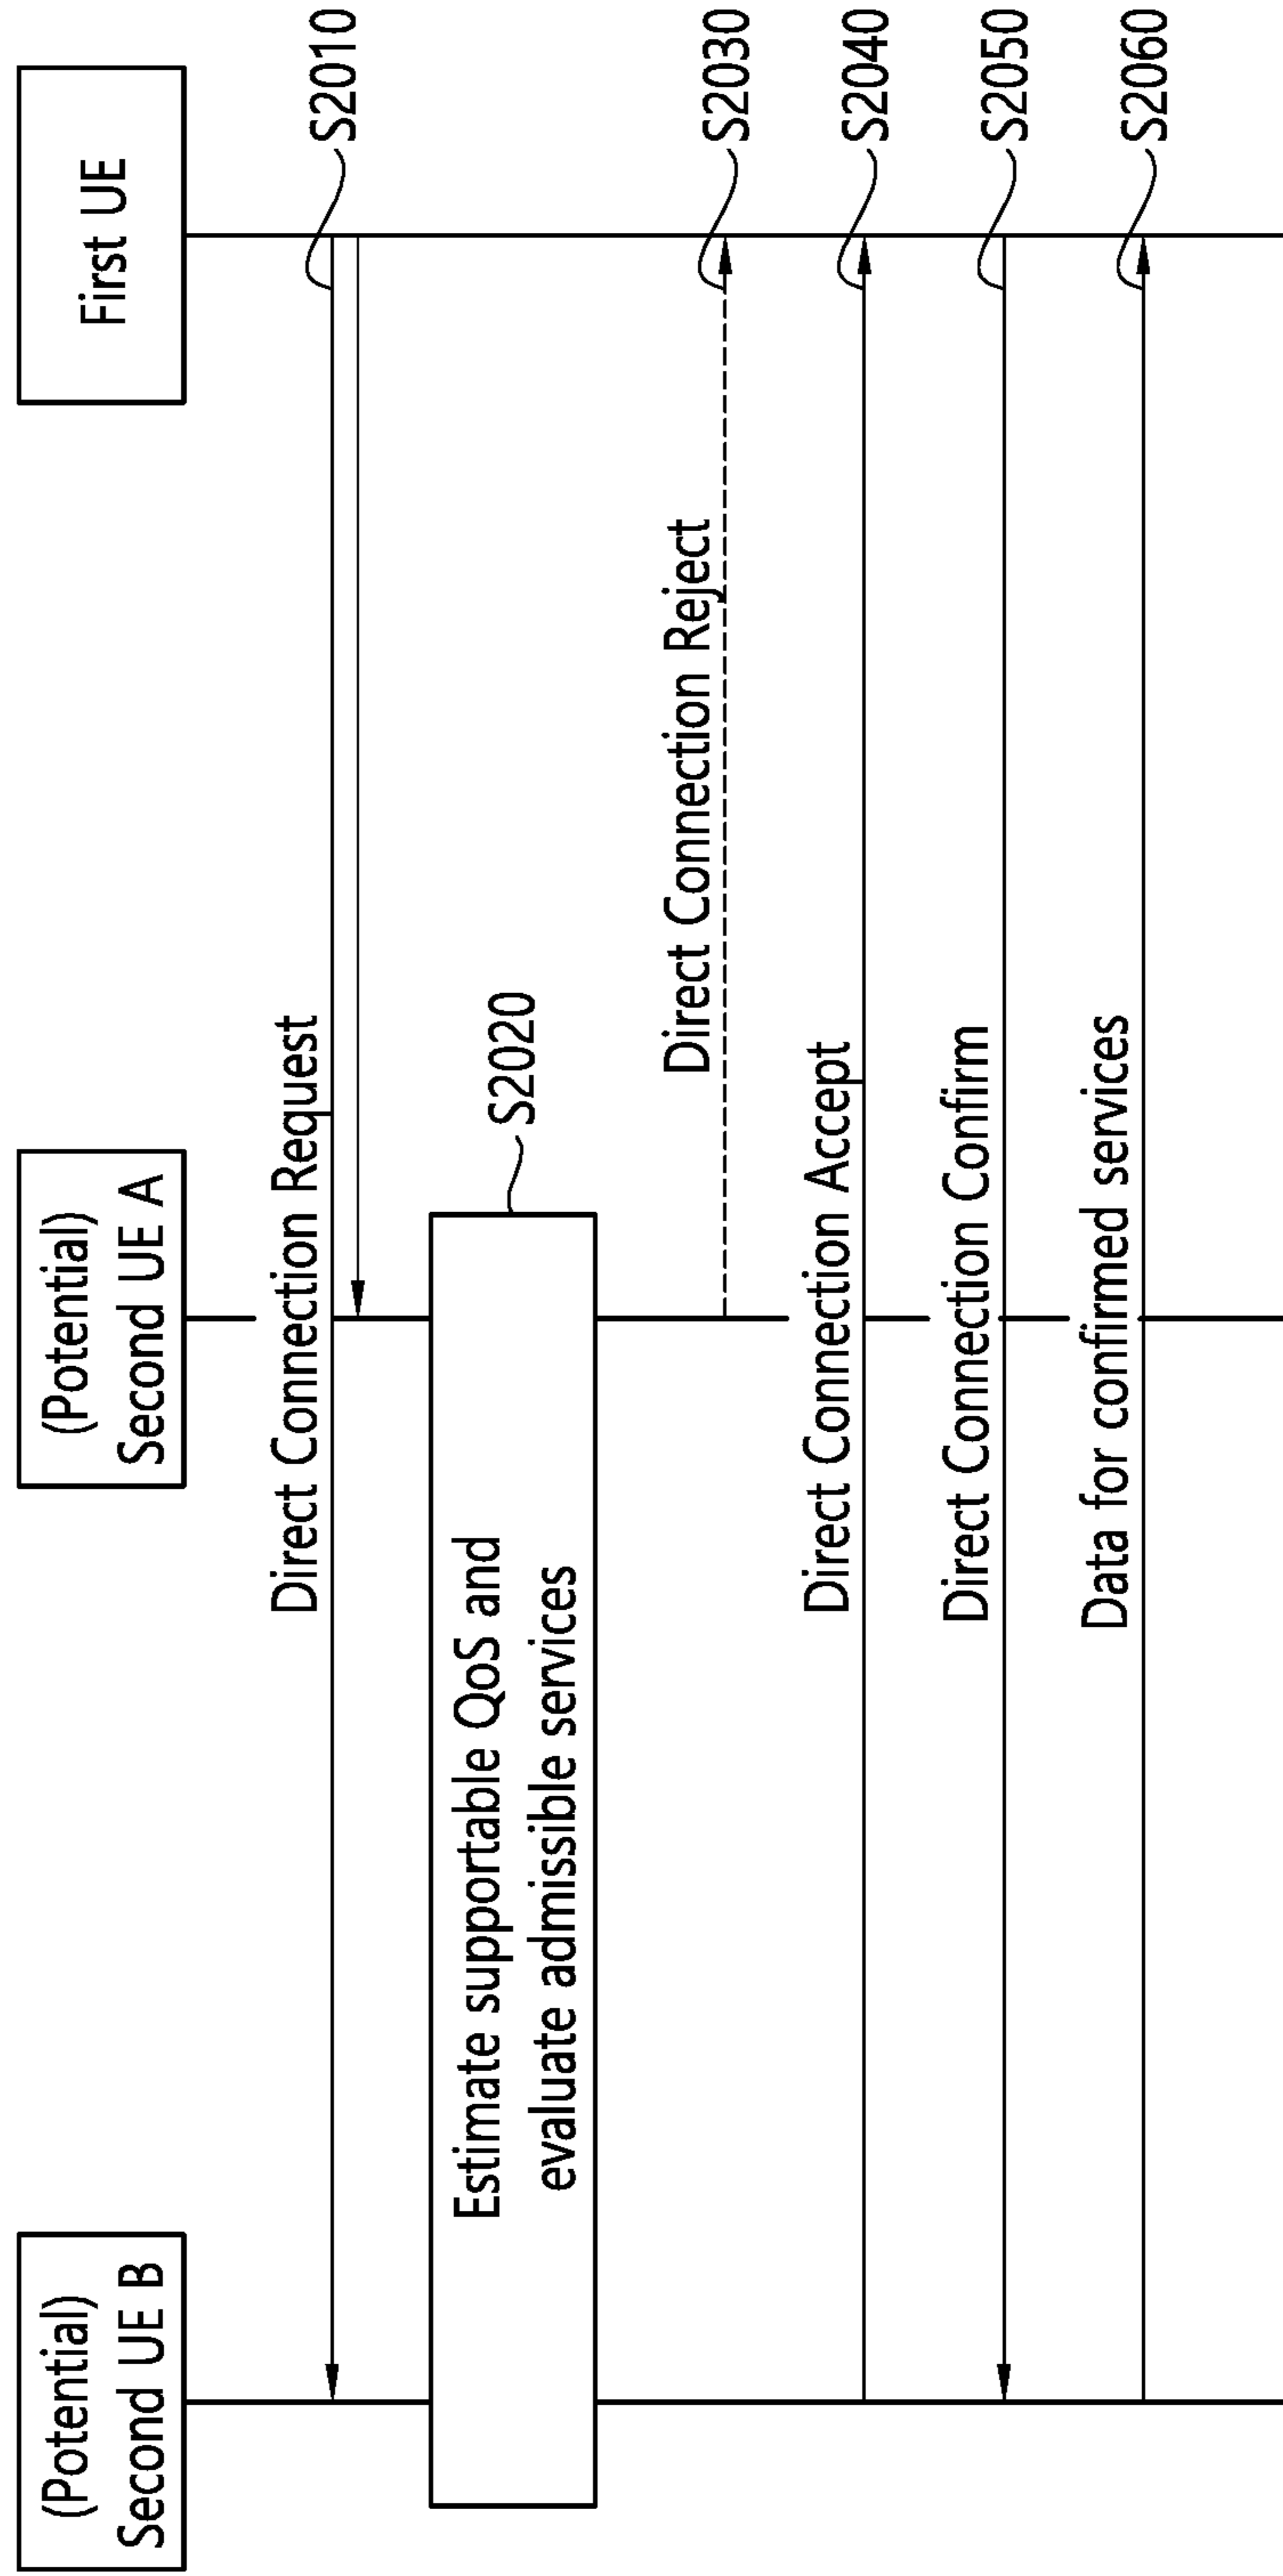 (Potential)
Second UE B
(Potential)
Second UE A
First UE
Direct Connection Request
S2010
Estimate supportable QoS and
evaluate admissible services
S2020
Direct Connection Reject
S2030
Direct Connection Accept
S2040
Direct Connection Confirm
S2050
Data for confirmed services
S2060